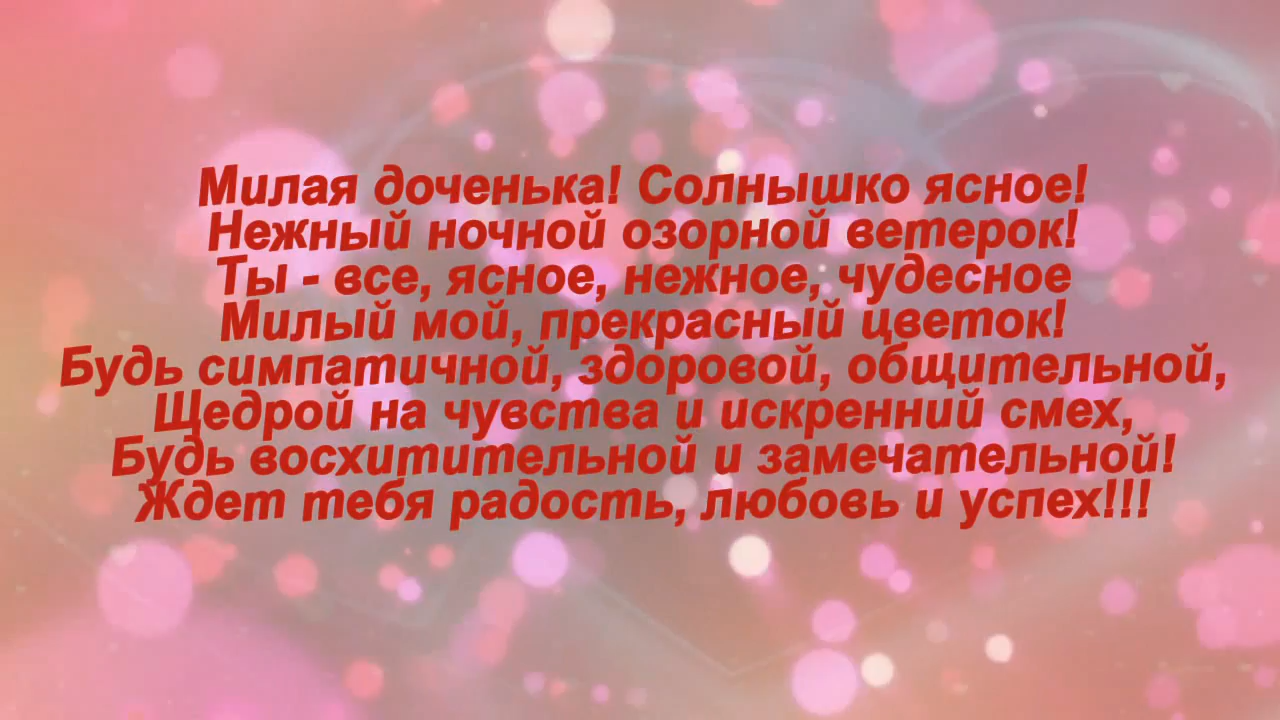 Милая доченька! Солнышко ясное!
Нежный ночной озорной ветерок!
Ты - все, ясное, нежное, чудесное
Милый мой, прекрасный цветок!
Будь симпатичной, здоровой, общительной,
Щедрой на чувства и искренний смех,
Будь восхитительной и замечательной!
Ждет тебя радость, любовь и успех!!!